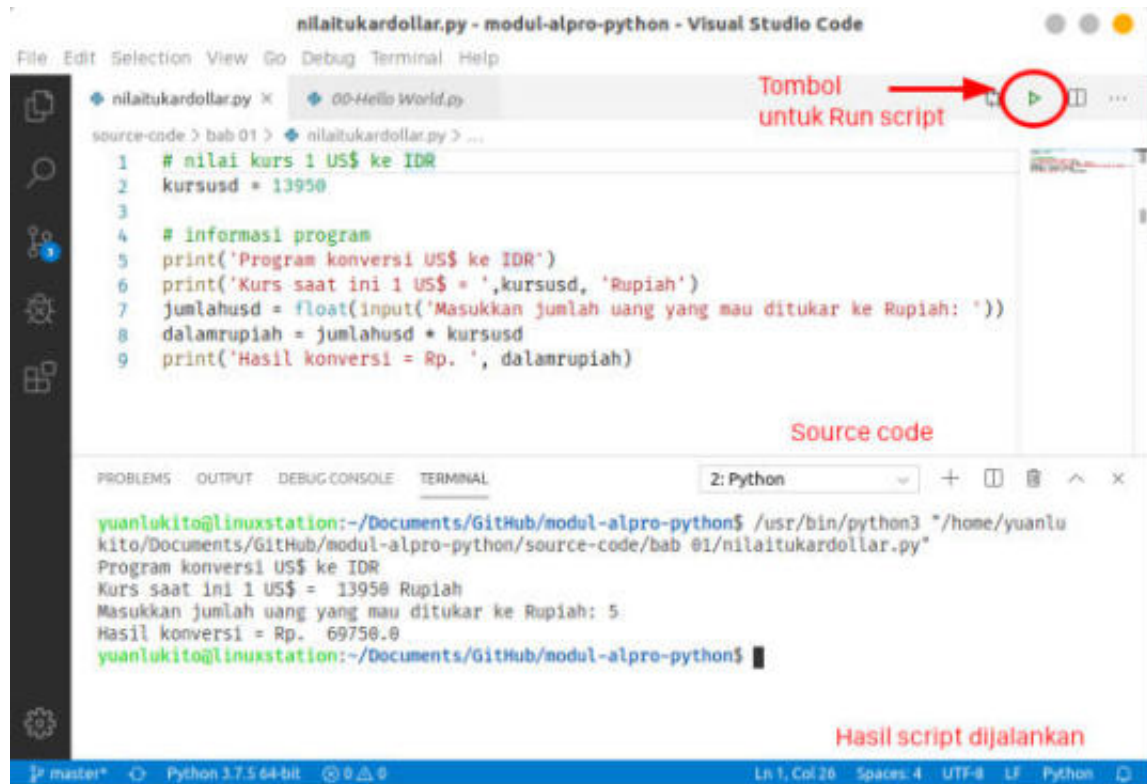 nilaitukardollar.py - modul-alpro-python - Visual Studio Code
File Edit Selection View Go Debug Terminal Help
nilaitukardollar.py × 00-Hello World.py
Tombol
untuk Run script
source-code > bab 01 > nilaitukardollar.py > ...
1 # nilai kurs 1 US$ ke IDR
2 kursusd = 13950
3
4 # informasi program
5 print('Program konversi US$ ke IDR')
6 print('Kurs saat ini 1 US$ = ',kursusd, 'Rupiah')
7 jumlahusd = float(input('Masukkan jumlah uang yang mau ditukar ke Rupiah: '))
8 dalamrupiah = jumlahusd * kursusd
9 print('Hasil konversi = Rp. ', dalamrupiah)
Source code
PROBLEMS OUTPUT DEBUG CONSOLE TERMINAL 2: Python
yuanlukito@linuxstation:~/Documents/GitHub/modul-alpro-python$ /usr/bin/python3 "/home/yuanlu
kito/Documents/GitHub/modul-alpro-python/source-code/bab 01/nilaitukardollar.py"
Program konversi US$ ke IDR
Kurs saat ini 1 US$ =  13950 Rupiah
Masukkan jumlah uang yang mau ditukar ke Rupiah: 5
Hasil konversi = Rp.  69750.0
yuanlukito@linuxstation:~/Documents/GitHub/modul-alpro-python$
Hasil script dijalankan
3
master* Python 3.7.5 64-bit 0 0 Ln 1, Col 26 Spaces: 4 UTF-8 LF Python